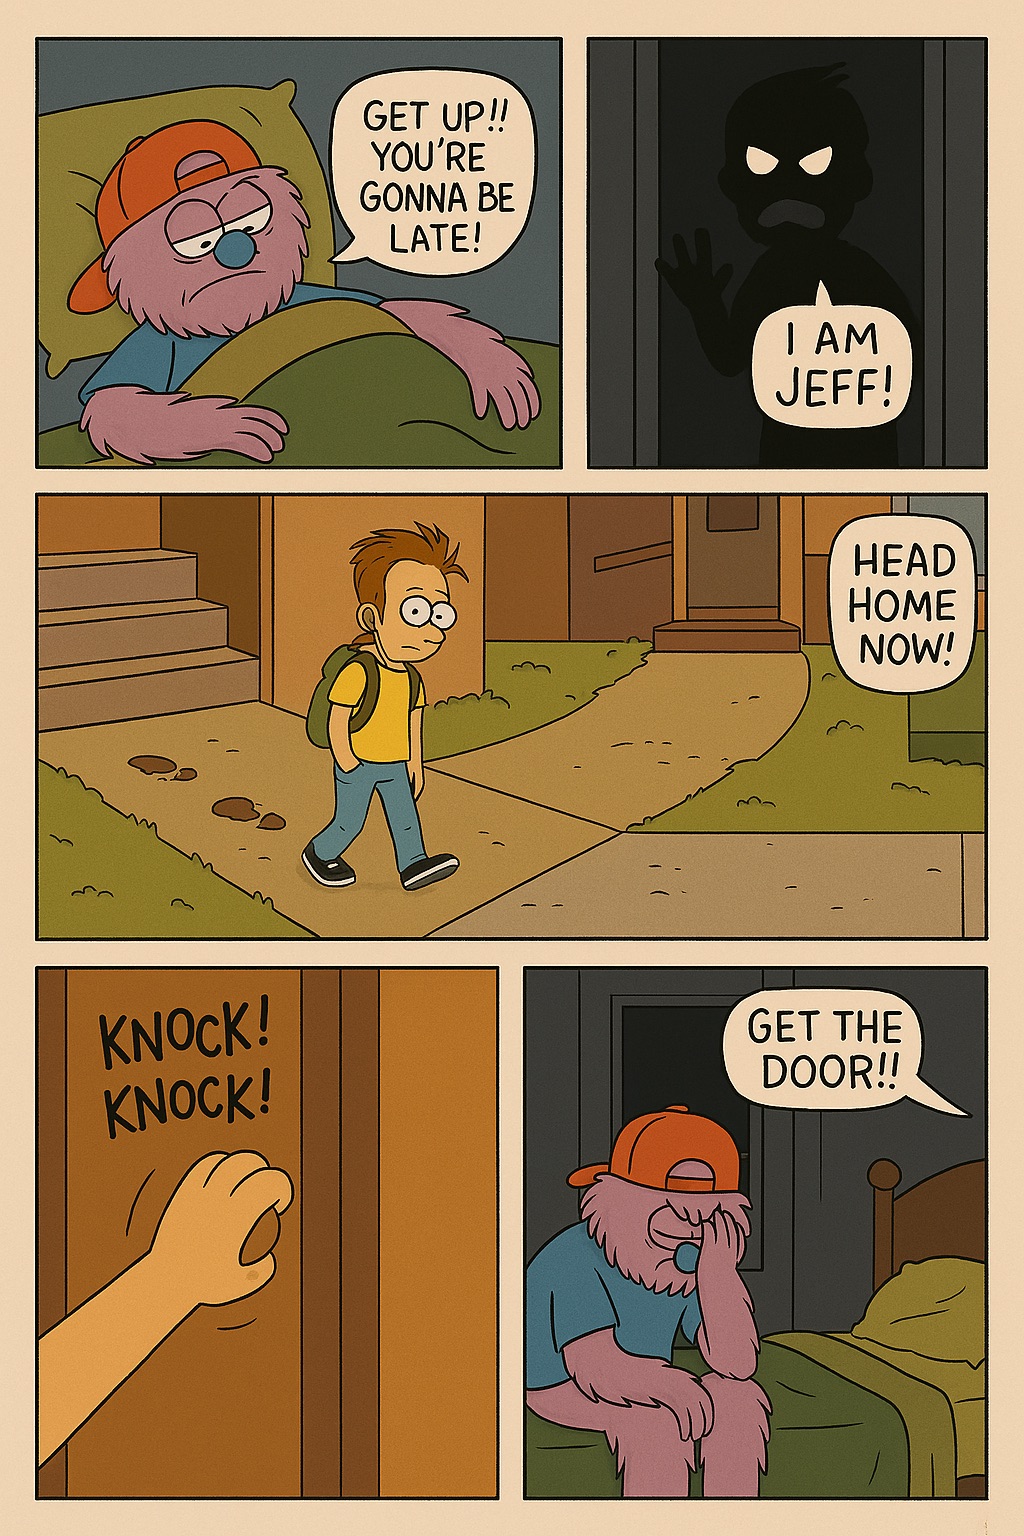 GET UP!!
YOU'RE
GONNA BE
LATE!
I AM
JEFF!
HEAD
HOME
NOW!
KNOCK!
KNOCK!
GET THE
DOOR!!